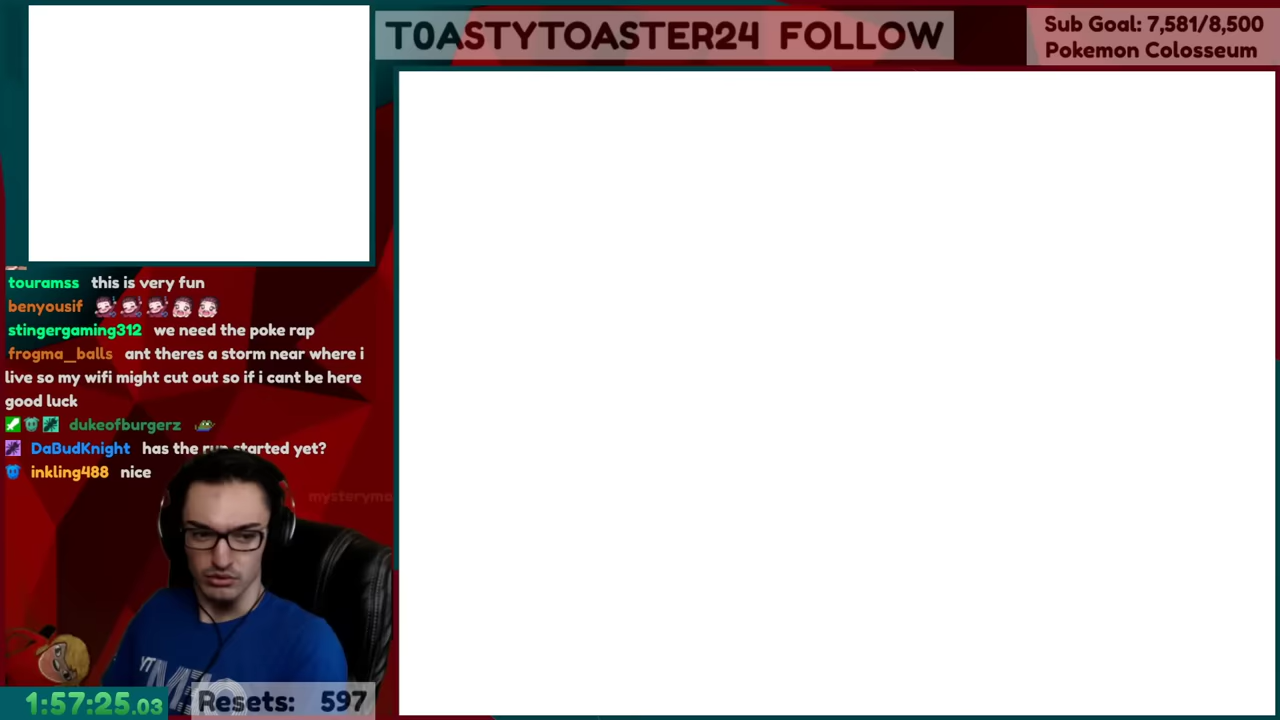 T0ASTYTOASTER24 FOLLOW
Sub Goal: 7,581/8,500
Pokemon Colosseum
touramss this is very fun
benyousif
stingergaming312 we need the poke rap
frogma_balls ant theres a storm near where i
live so my wifi might cut out so if i cant be here
good luck
dukeofburgerz
DaBudKnight has the run started yet?
inkling488 nice
YT
1:57:25.03
Resets: 597